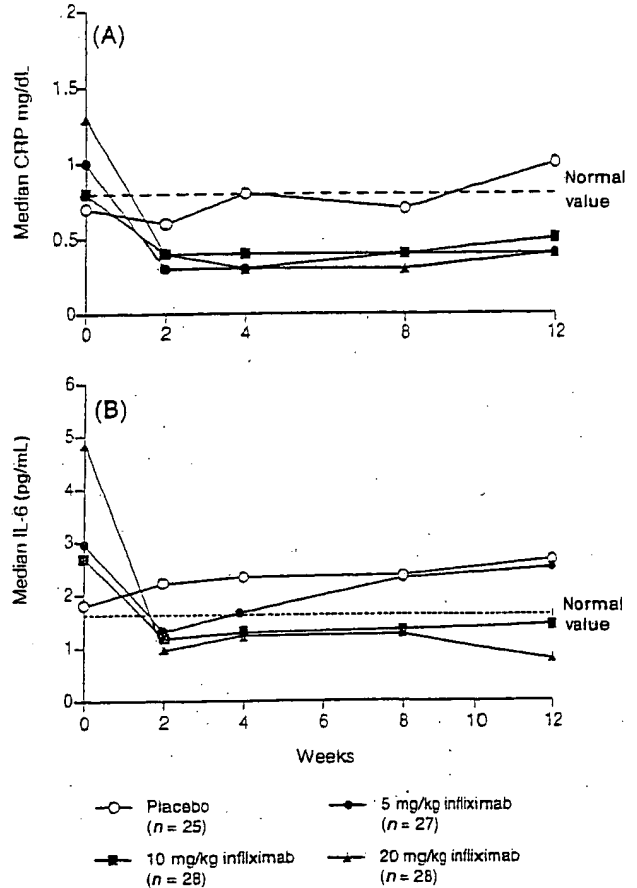 2
(A)
1.5
1
0.5
0
Median CRP mg/dL
Normal
value
0 2 4 8 12
6
(B)
5
4
3
2
1
0
Median IL-6 (pg/mL)
Normal
value
0 2 4 6 8 10 12
Weeks
Placebo
(n = 25)
5 mg/kg infliximab
(n = 27)
10 mg/kg infliximab
(n = 28)
20 mg/kg infliximab
(n = 28)